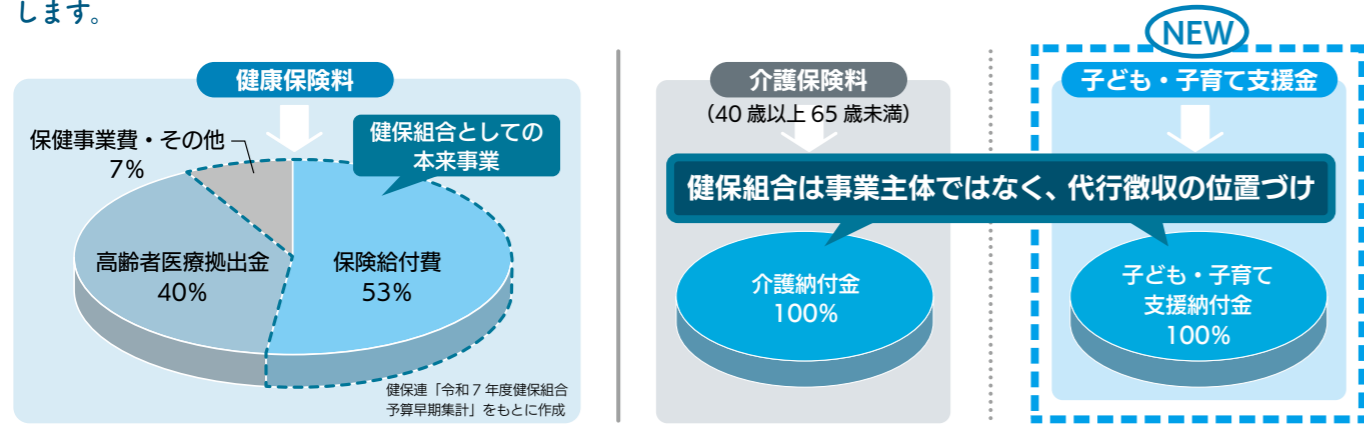 します。
健康保険料
保健事業費・その他
7%
健保組合としての
本来事業
高齢者医療拠出金
40%
保険給付費
53%
健保連「令和7年度健保組合
予算早期集計」をもとに作成
介護保険料
（40歳以上65歳未満）
NEW
子ども・子育て支援金
健保組合は事業主体ではなく、代行徴収の位置づけ
介護納付金
100%
子ども・子育て
支援納付金
100%